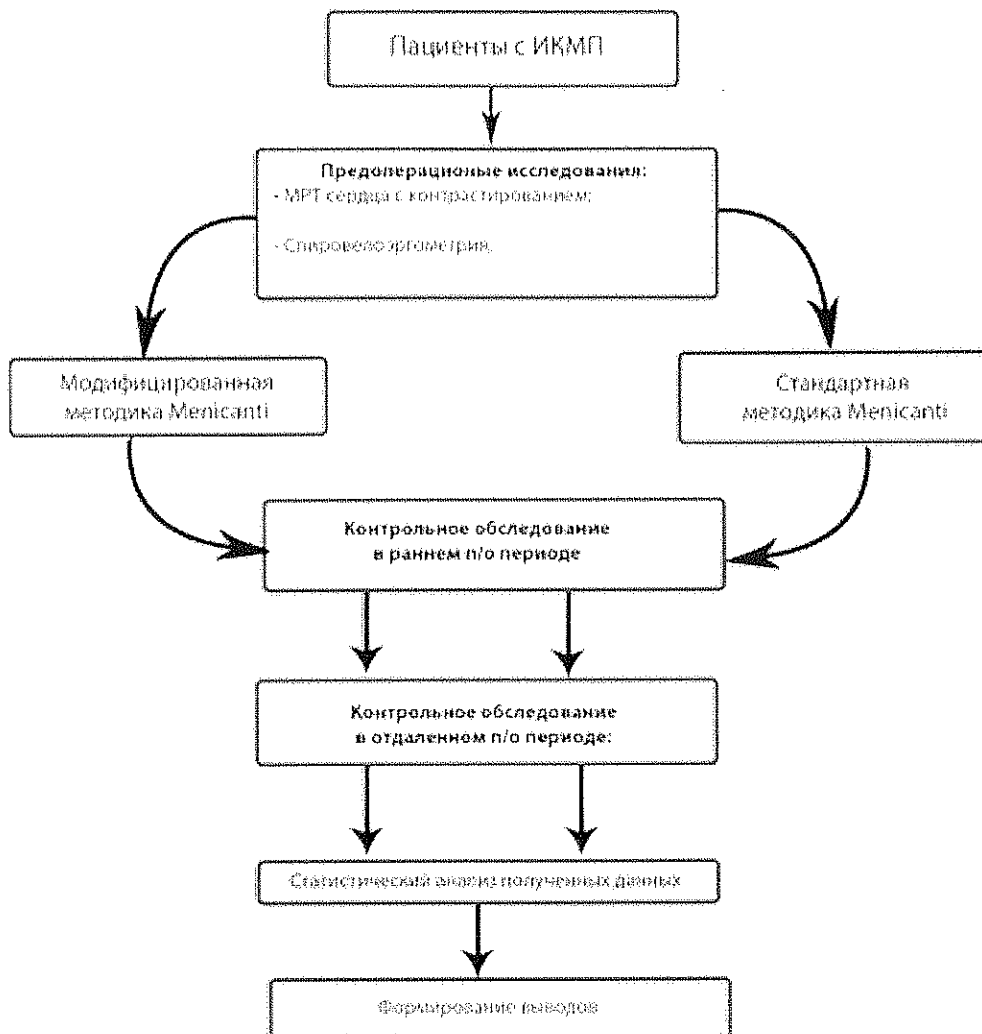 Пациенты с ИКМП
Предоперационые исследования:
- МРТ сердца с контрастированием;
- Спировелоэргометрия.
Модифицированная
методика Menicanti
Стандартная
методика Menicanti
Контрольное обследование
в раннем п/о периоде
Контрольное обследование
в отдаленном п/о периоде:
Статистический анализ полученных данных
Формирование выводов